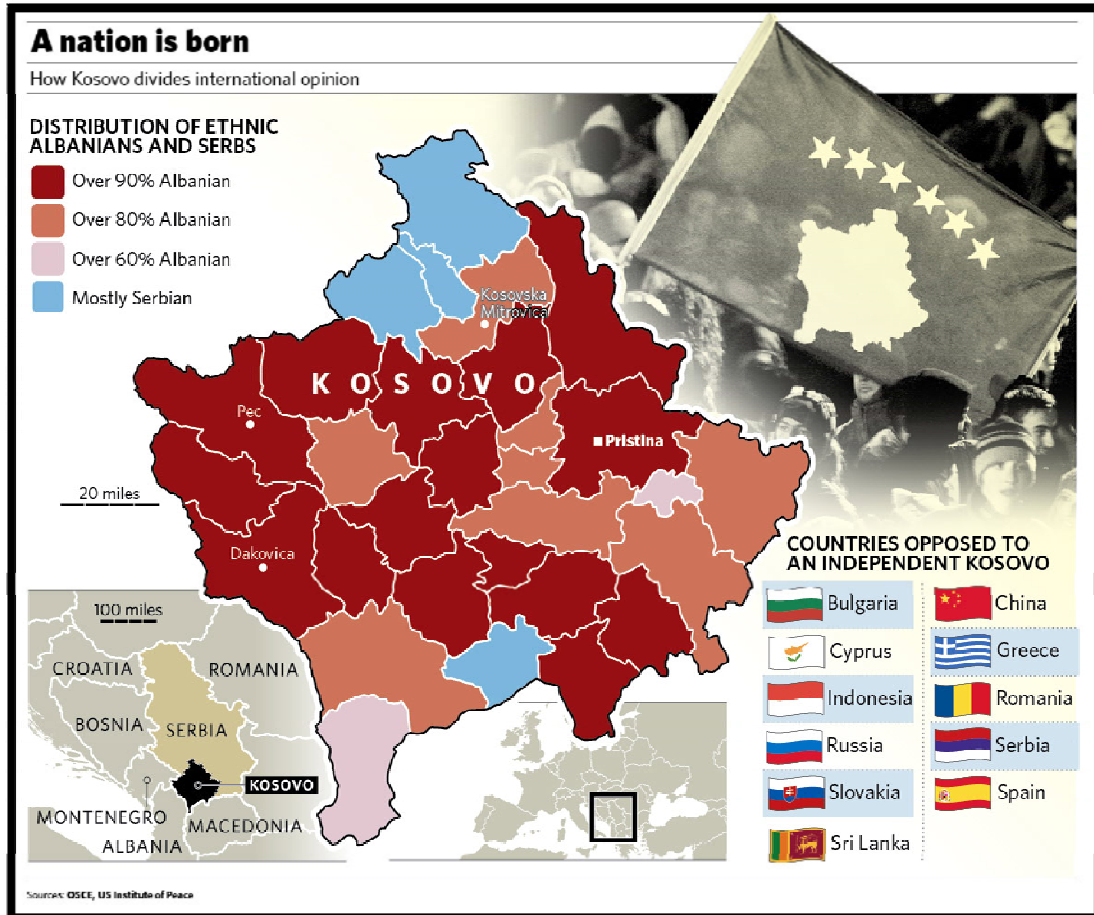 A nation is born
How Kosovo divides international opinion
DISTRIBUTION OF ETHNIC
ALBANIANS AND SERBS
Over 90% Albanian
Over 80% Albanian
Over 60% Albanian
Mostly Serbian
Kosovska
Mitrovica
KOSOVO
Pec
Pristina
20 miles
Dakovica
COUNTRIES OPPOSED TO
AN INDEPENDENT KOSOVO
Bulgaria
China
Cyprus
Greece
Indonesia
Romania
Russia
Serbia
Slovakia
Spain
Sri Lanka
100 miles
CROATIA
ROMANIA
BOSNIA
SERBIA
KOSOVO
MONTENEGRO
MACEDONIA
ALBANIA
Sources: OSCE, US Institute of Peace